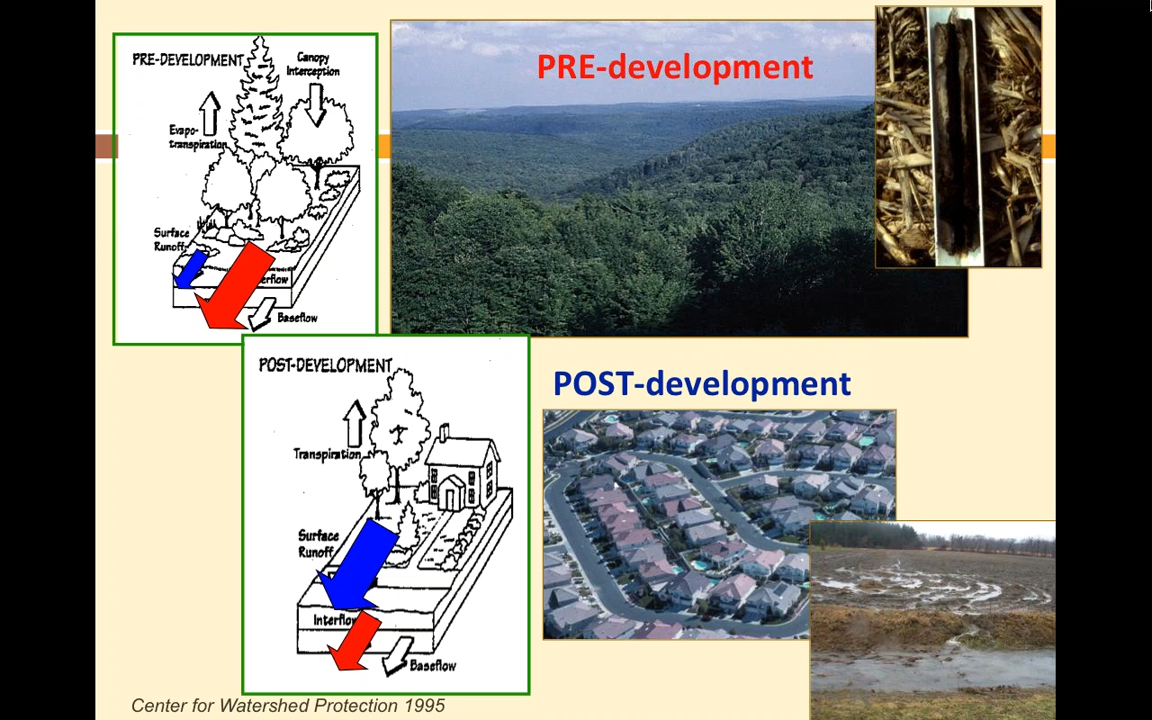 PRE-DEVELOPMENT
Canopy
Interception
Evapo-
transpiration
Surface
Runoff
Baseflow
PRE-development
POST-DEVELOPMENT
Transpiration
Surface
Runoff
Interflow
Baseflow
POST-development
Center for Watershed Protection 1995